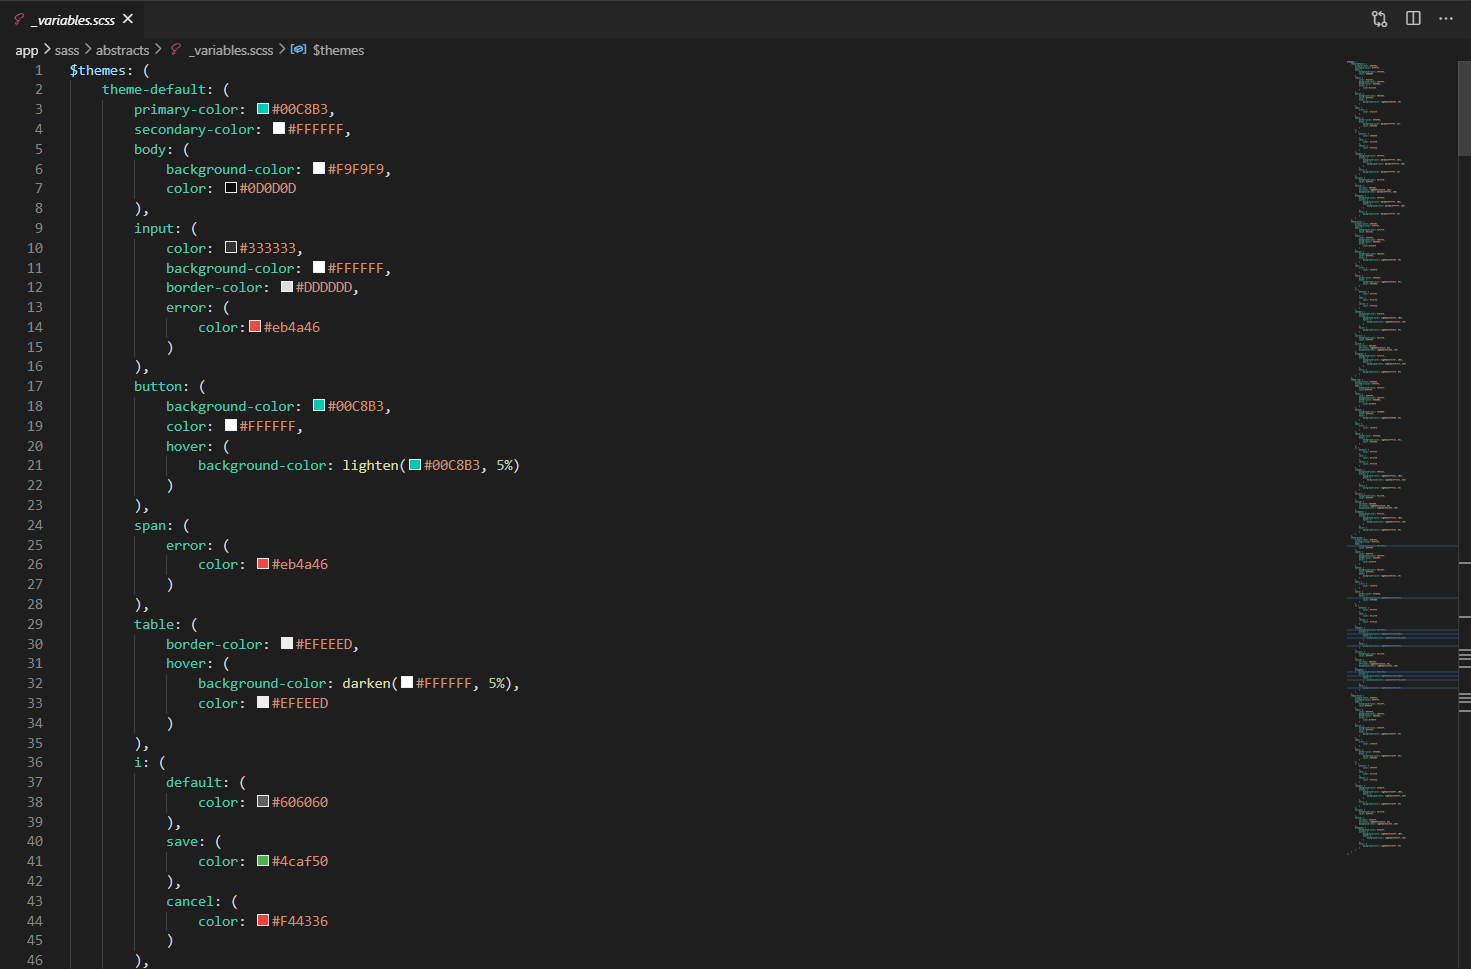 _variables.scss
app > sass > abstracts > _variables.scss > $themes
1 $themes: (
2 theme-default: (
3 primary-color: #00C8B3,
4 secondary-color: #FFFFFF,
5 body: (
6 background-color: #F9F9F9,
7 color: #0D0D0D
8 ),
9 input: (
10 color: #333333,
11 background-color: #FFFFFF,
12 border-color: #DDDDDD,
13 error: (
14 color:#eb4a46
15 )
16 ),
17 button: (
18 background-color: #00C8B3,
19 color: #FFFFFF,
20 hover: (
21 background-color: lighten(#00C8B3, 5%)
22 )
23 ),
24 span: (
25 error: (
26 color: #eb4a46
27 )
28 ),
29 table: (
30 border-color: #EFEEED,
31 hover: (
32 background-color: darken(#FFFFFF, 5%),
33 color: #EFEEED
34 )
35 ),
36 i: (
37 default: (
38 color: #606060
39 ),
40 save: (
41 color: #4caf50
42 ),
43 cancel: (
44 color: #F44336
45 )
46 ),